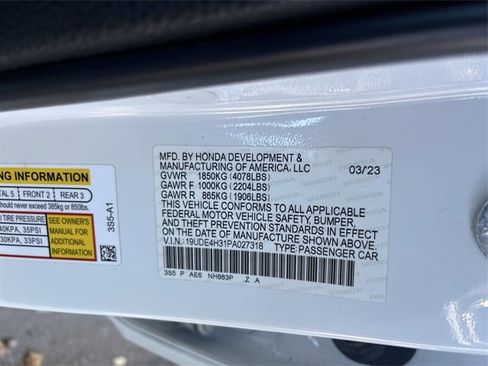 NG INFORMATION
TAL 5 FRONT 2 REAR 3
should never exceed 385kg or 850lbs.
TIRE PRESSURE
40KPA, 35PSI
30KPA, 33PSI
SEE OWNERS
MANUAL FOR
ADDITIONAL
INFORMATION
3S5-A1
MFD. BY HONDA DEVELOPMENT &
MANUFACTURING OF AMERICA, LLC 03/23
GVWR 1850KG (4078LBS)
GAWR F 1000KG (2204LBS)
GAWR R 865KG (1906LBS)
THIS VEHICLE CONFORMS TO ALL APPLICABLE
FEDERAL MOTOR VEHICLE SAFETY, BUMPER,
AND THEFT PREVENTION STANDARDS IN EFFECT
ON THE DATE OF MANUFACTURE SHOWN ABOVE.
V.I.N.: 19UDE4H31PA027318 TYPE: PASSENGER CAR
3S5 P AE6 NH883P Z A